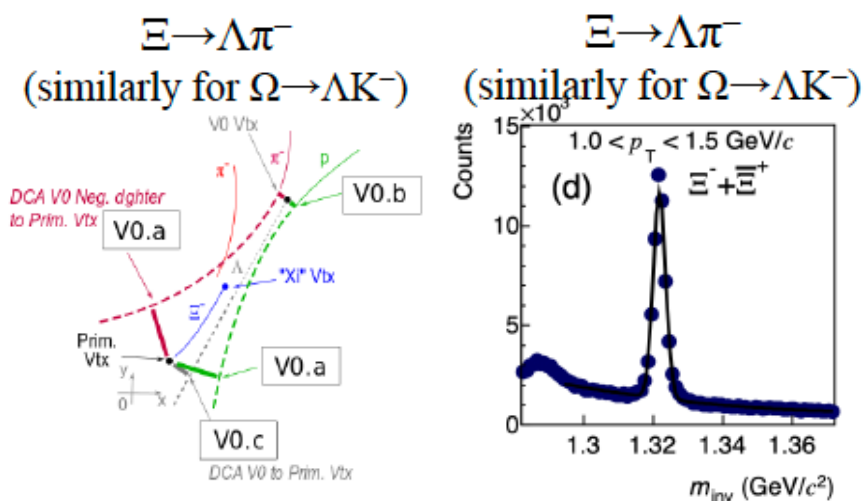 Ξ→Λπ⁻
(similarly for Ω→ΛK⁻)
V0 Vtx
π⁻
p
π⁻
DCA V0 Neg. dghter
to Prim. Vtx
V0.a
V0.b
Λ
"Xi" Vtx
Ξ⁻
Prim.
Vtx
V0.a
y
0
x
V0.c
DCA V0 to Prim. Vtx
Ξ→Λπ⁻
(similarly for Ω→ΛK⁻)
×10³
15
1.0 < p_T < 1.5 GeV/c
(d)
Ξ⁻+Ξ̅⁺
Counts
10
5
0
1.3
1.32
1.34
1.36
m_inv (GeV/c²)